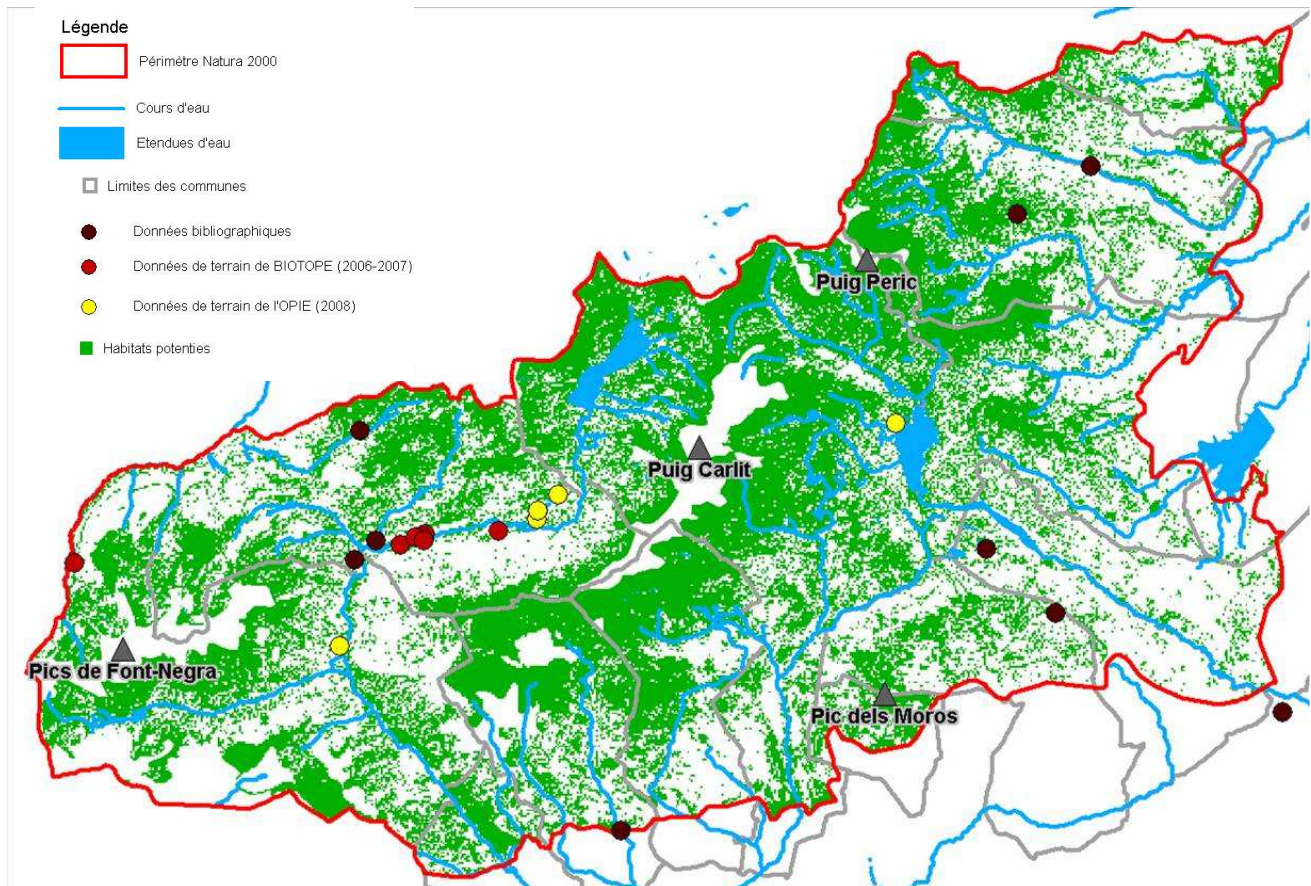 Légende
Périmètre Natura 2000
Cours d'eau
Etendues d'eau
Limites des communes
Données bibliographiques
Données de terrain de BIOTOPE (2006-2007)
Données de terrain de l'OPIE (2008)
Habitats potenties
Puig Peric
Puig Carlit
Pics de Font-Negra
Pic dels Moros